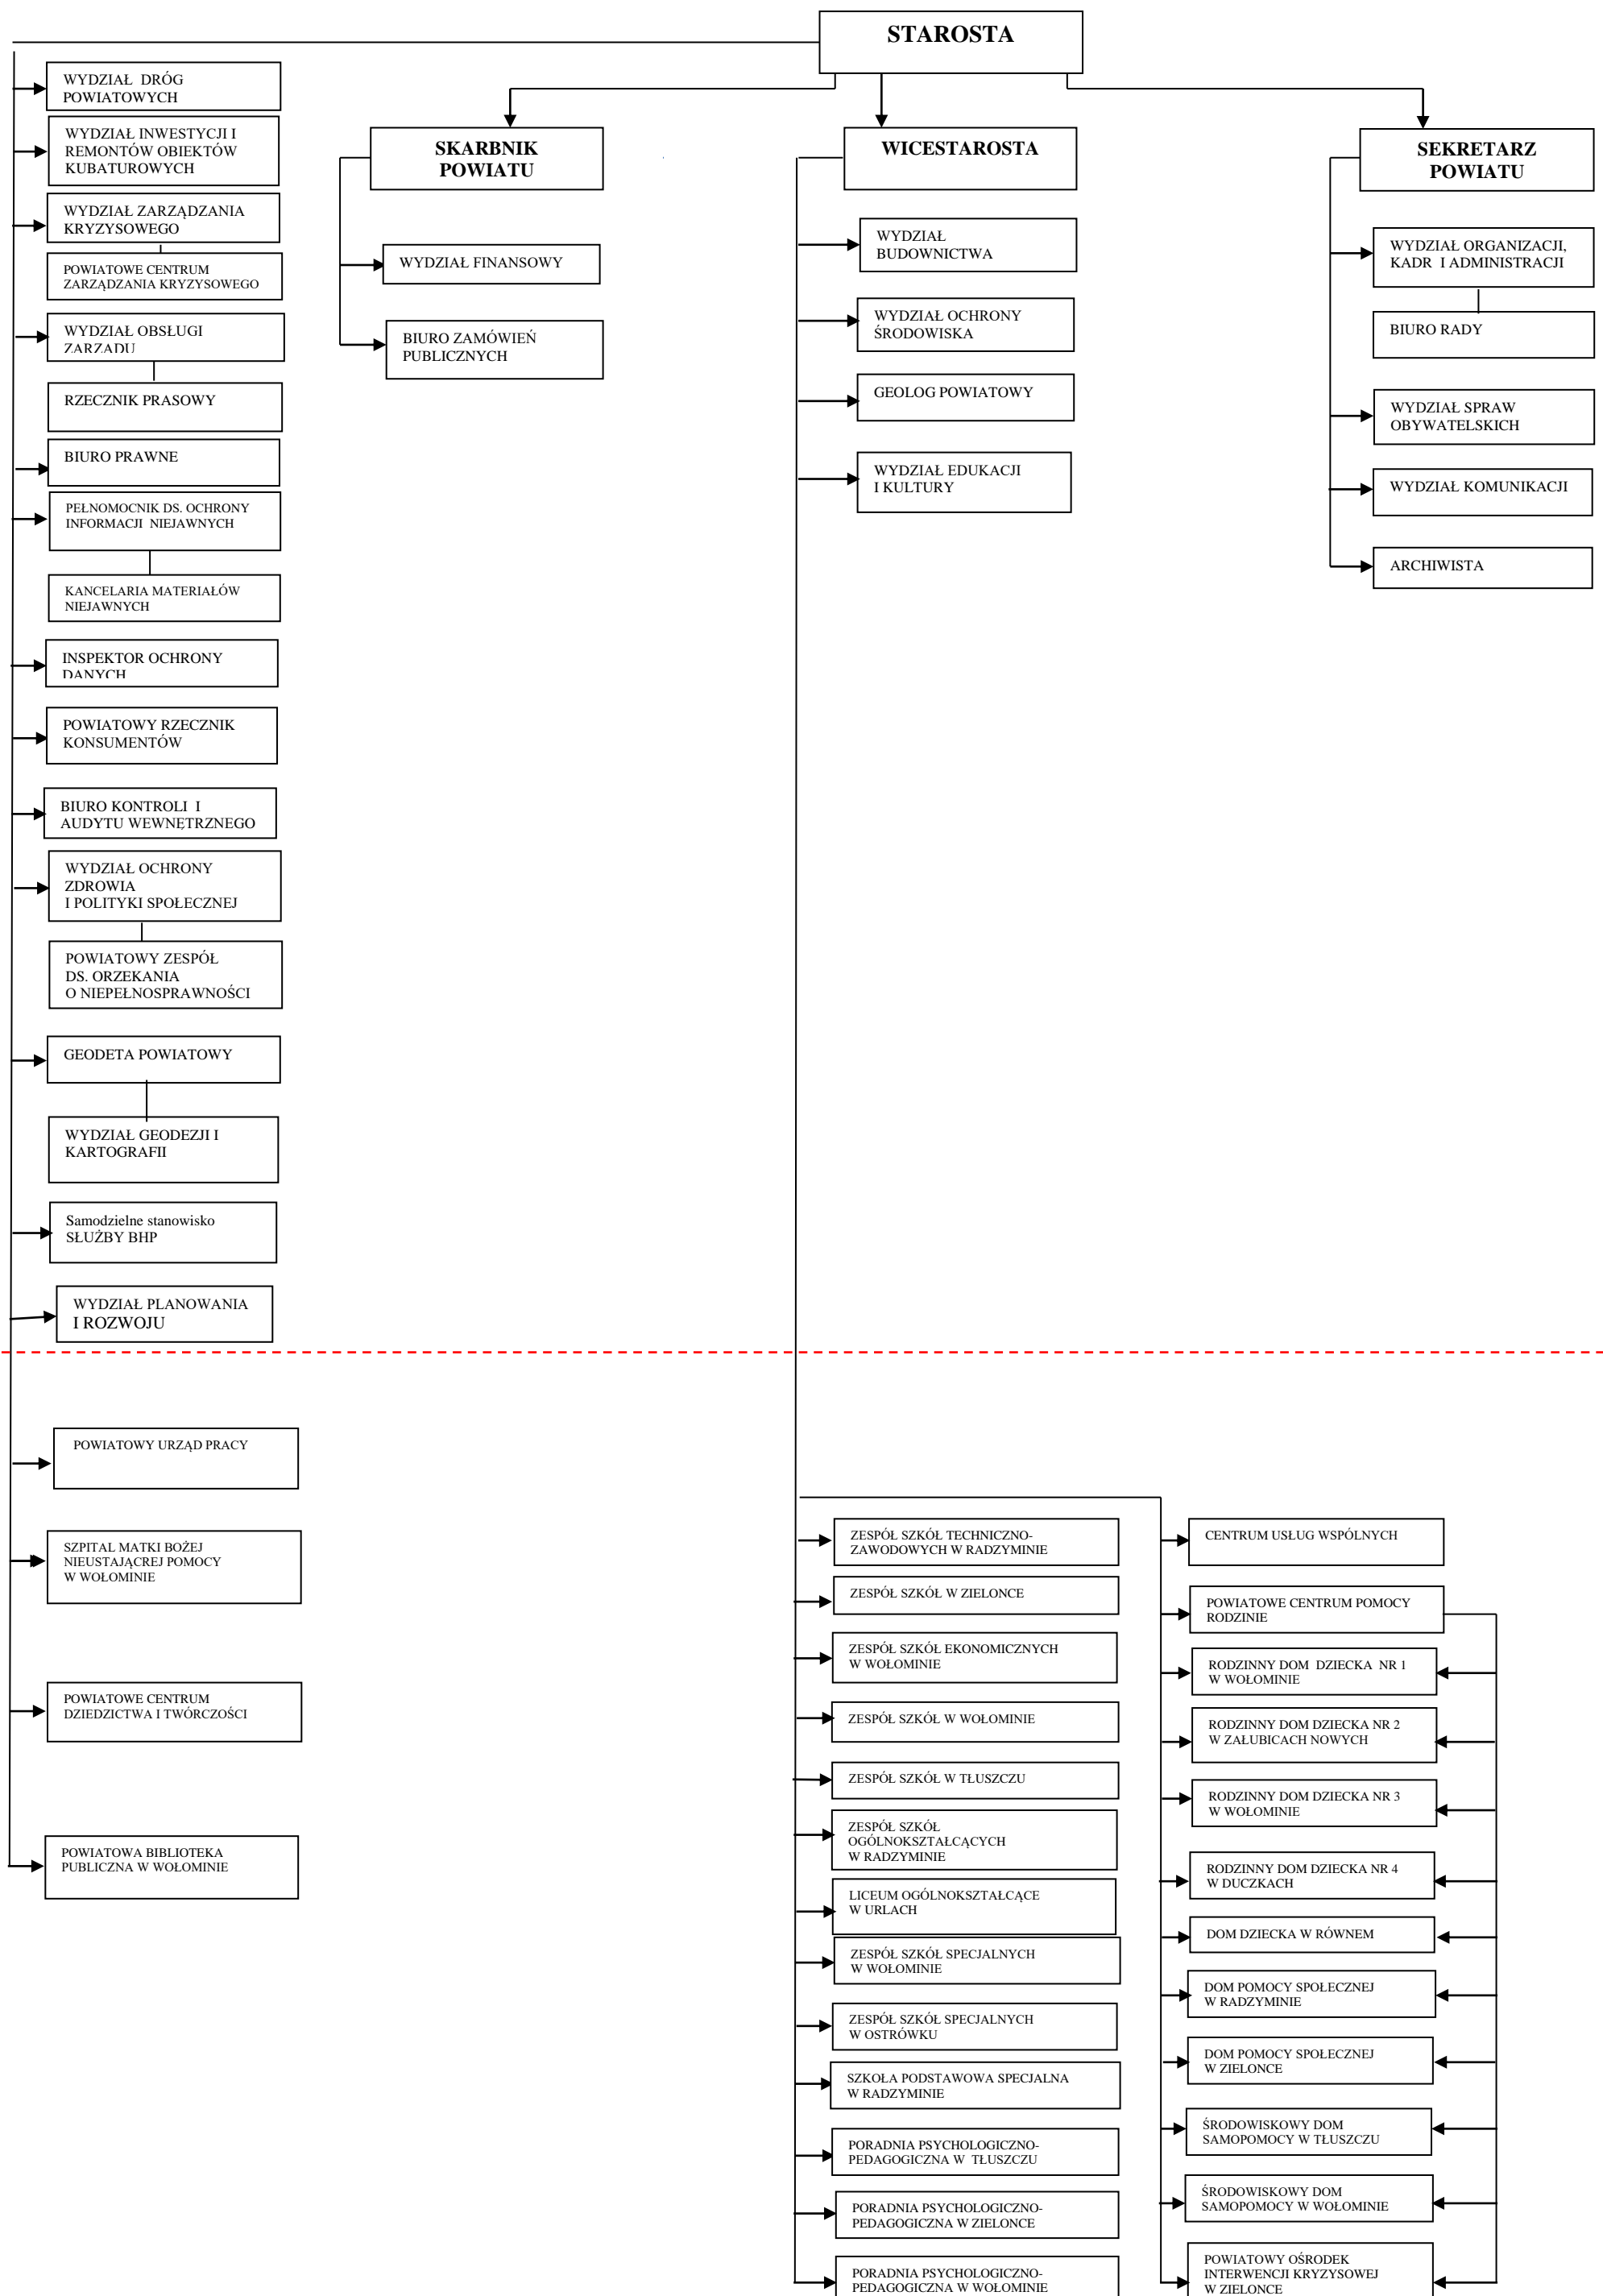 STAROSTA
WYDZIAŁ DRÓG
POWIATOWYCH
WYDZIAŁ INWESTYCJI I
REMONTÓW OBIEKTÓW
KUBATUROWYCH
WYDZIAŁ ZARZĄDZANIA
KRYZYSOWEGO
POWIATOWE CENTRUM
ZARZĄDZANIA KRYZYSOWEGO
WYDZIAŁ OBSŁUGI
ZARZĄDU
RZECZNIK PRASOWY
BIURO PRAWNE
PEŁNOMOCNIK DS. OCHRONY
INFORMACJI NIEJAWNYCH
KANCELARIA MATERIAŁÓW
NIEJAWNYCH
INSPEKTOR OCHRONY
DANYCH
POWIATOWY RZECZNIK
KONSUMENTÓW
BIURO KONTROLI I
AUDYTU WEWNĘTRZNEGO
WYDZIAŁ OCHRONY
ZDROWIA
I POLITYKI SPOŁECZNEJ
POWIATOWY ZESPÓŁ
DS. ORZEKANIA
O NIEPEŁNOSPRAWNOŚCI
GEODETA POWIATOWY
WYDZIAŁ GEODEZJI I
KARTOGRAFII
Samodzielne stanowisko
SŁUŻBY BHP
WYDZIAŁ PLANOWANIA
I ROZWOJU
POWIATOWY URZĄD PRACY
SZPITAL MATKI BOŻEJ
NIEUSTAJĄCREJ POMOCY
W WOŁOMINIE
POWIATOWE CENTRUM
DZIEDZICTWA I TWÓRCZOŚCI
POWIATOWA BIBLIOTEKA
PUBLICZNA W WOŁOMINIE
SKARBNIK
POWIATU
WYDZIAŁ FINANSOWY
BIURO ZAMÓWIEŃ
PUBLICZNYCH
WICESTAROSTA
WYDZIAŁ
BUDOWNICTWA
WYDZIAŁ OCHRONY
ŚRODOWISKA
GEOLOG POWIATOWY
WYDZIAŁ EDUKACJI
I KULTURY
SEKRETARZ
POWIATU
WYDZIAŁ ORGANIZACJI,
KADR I ADMINISTRACJI
BIURO RADY
WYDZIAŁ SPRAW
OBYWATELSKICH
WYDZIAŁ KOMUNIKACJI
ARCHIWISTA
ZESPÓŁ SZKÓŁ TECHNICZNO-
ZAWODOWYCH W RADZYMINIE
ZESPÓŁ SZKÓŁ W ZIELONCE
ZESPÓŁ SZKÓŁ EKONOMICZNYCH
W WOŁOMINIE
ZESPÓŁ SZKÓŁ W WOŁOMINIE
ZESPÓŁ SZKÓŁ W TŁUSZCZU
ZESPÓŁ SZKÓŁ
OGÓLNOKSZTAŁCĄCYCH
W RADZYMINIE
LICEUM OGÓLNOKSZTAŁCĄCE
W URLACH
ZESPÓŁ SZKÓŁ SPECJALNYCH
W WOŁOMINIE
ZESPÓŁ SZKÓŁ SPECJALNYCH
W OSTRÓWKU
SZKOŁA PODSTAWOWA SPECJALNA
W RADZYMINIE
PORADNIA PSYCHOLOGICZNO-
PEDAGOGICZNA W TŁUSZCZU
PORADNIA PSYCHOLOGICZNO-
PEDAGOGICZNA W ZIELONCE
PORADNIA PSYCHOLOGICZNO-
PEDAGOGICZNA W WOŁOMINIE
CENTRUM USŁUG WSPÓLNYCH
POWIATOWE CENTRUM POMOCY
RODZINIE
RODZINNY DOM DZIECKA NR 1
W WOŁOMINIE
RODZINNY DOM DZIECKA NR 2
W ZAŁUBICACH NOWYCH
RODZINNY DOM DZIECKA NR 3
W WOŁOMINIE
RODZINNY DOM DZIECKA NR 4
W DUCZKACH
DOM DZIECKA W RÓWNEM
DOM POMOCY SPOŁECZNEJ
W RADZYMINIE
DOM POMOCY SPOŁECZNEJ
W ZIELONCE
ŚRODOWISKOWY DOM
SAMOPOMOCY W TŁUSZCZU
ŚRODOWISKOWY DOM
SAMOPOMOCY W WOŁOMINIE
POWIATOWY OŚRODEK
INTERWENCJI KRYZYSOWEJ
W ZIELONCE